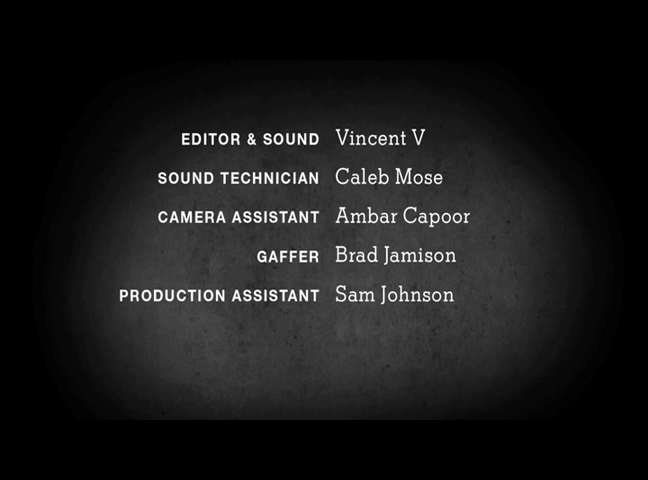 EDITOR & SOUND Vincent V
SOUND TECHNICIAN Caleb Mose
CAMERA ASSISTANT Ambar Capoor
GAFFER Brad Jamison
PRODUCTION ASSISTANT Sam Johnson